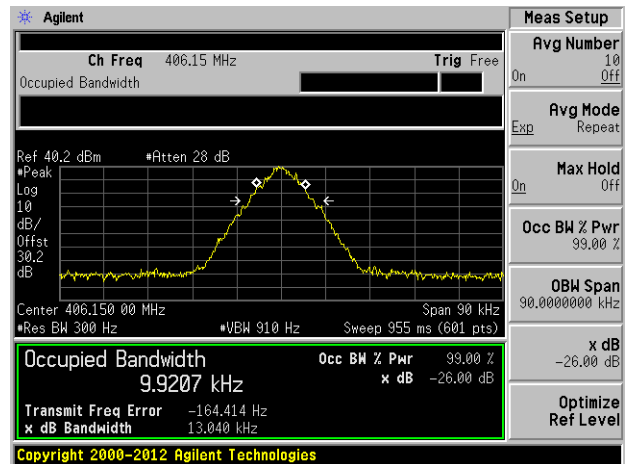 Agilent
Meas Setup
Ch Freq 406.15 MHz Trig Free
Occupied Bandwidth
Avg Number
10
On Off
Avg Mode
Exp Repeat
Max Hold
On Off
Occ BW % Pwr
99.00 %
OBW Span
90.0000000 kHz
x dB
-26.00 dB
Optimize
Ref Level
Ref 40.2 dBm #Atten 28 dB
#Peak
Log
10
dB/
Offst
30.2
dB
Center 406.150 00 MHz Span 90 kHz
#Res BW 300 Hz #VBW 910 Hz Sweep 955 ms (601 pts)
Occupied Bandwidth Occ BW % Pwr 99.00 %
9.9207 kHz x dB -26.00 dB
Transmit Freq Error -164.414 Hz
x dB Bandwidth 13.040 kHz
Copyright 2000-2012 Agilent Technologies